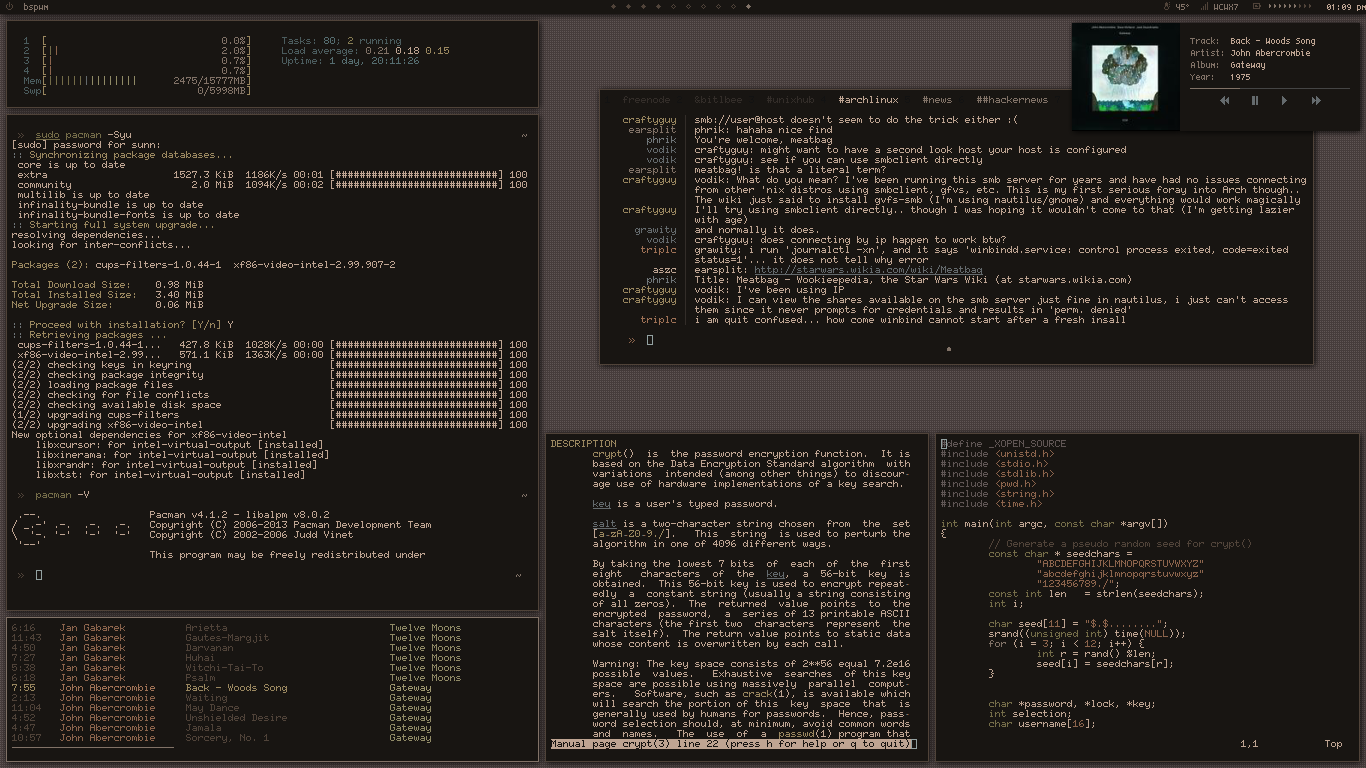 bspwm
45° WCWX7 01:09 pm
1 [ 0.0%] Tasks: 80; 2 running
2 [|| 2.0%] Load average: 0.21 0.18 0.15
3 [| 0.7%] Uptime: 1 day, 20:11:26
4 [| 0.7%]
Mem[||||||||||||||| 2475/15777MB]
Swp[ 0/5998MB]
» sudo pacman -Syu ~
[sudo] password for sunn:
:: Synchronizing package databases...
core is up to date
extra 1527.3 KiB 1186K/s 00:01 [###########################] 100
community 2.0 MiB 1094K/s 00:02 [###########################] 100
multilib is up to date
infinality-bundle is up to date
infinality-bundle-fonts is up to date
:: Starting full system upgrade...
resolving dependencies...
looking for inter-conflicts...
Packages (2): cups-filters-1.0.44-1 xf86-video-intel-2.99.907-2
Total Download Size: 0.98 MiB
Total Installed Size: 3.40 MiB
Net Upgrade Size: 0.06 MiB
:: Proceed with installation? [Y/n] Y
:: Retrieving packages ...
cups-filters-1.0.44-1... 427.8 KiB 1028K/s 00:00 [###########################] 100
xf86-video-intel-2.99... 571.1 KiB 1363K/s 00:00 [###########################] 100
(2/2) checking keys in keyring [###########################] 100
(2/2) checking package integrity [###########################] 100
(2/2) loading package files [###########################] 100
(2/2) checking for file conflicts [###########################] 100
(2/2) checking available disk space [###########################] 100
(1/2) upgrading cups-filters [###########################] 100
(2/2) upgrading xf86-video-intel [###########################] 100
New optional dependencies for xf86-video-intel
libxcursor: for intel-virtual-output [installed]
libxinerama: for intel-virtual-output [installed]
libxrandr: for intel-virtual-output [installed]
libxtst: for intel-virtual-output [installed]
» pacman -V ~
Pacman v4.1.2 - libalpm v8.0.2
Copyright (C) 2006-2013 Pacman Development Team
Copyright (C) 2002-2006 Judd Vinet
This program may be freely redistributed under
» ~
6:16 Jan Gabarek Arietta Twelve Moons
11:43 Jan Gabarek Gautes-Margjit Twelve Moons
4:50 Jan Gabarek Darvanan Twelve Moons
7:27 Jan Gabarek Huhai Twelve Moons
5:38 Jan Gabarek Witchi-Tai-To Twelve Moons
6:18 Jan Gabarek Psalm Twelve Moons
7:55 John Abercrombie Back - Woods Song Gateway
2:13 John Abercrombie Waiting Gateway
11:04 John Abercrombie May Dance Gateway
4:52 John Abercrombie Unshielded Desire Gateway
4:47 John Abercrombie Jamala Gateway
10:57 John Abercrombie Sorcery, No. 1 Gateway
Track: Back - Woods Song
Artist: John Abercrombie
Album: Gateway
Year: 1975
freenode &bitlbee #unixhub #archlinux #news ##hackernews
craftyguy smb://user@host doesn't seem to do the trick either :(
earsplit phrik: hahaha nice find
phrik You're welcome, meatbag
vodik craftyguy: might want to have a second look host your host is configured
vodik craftyguy: see if you can use smbclient directly
earsplit meatbag! is that a literal term?
craftyguy vodik: What do you mean? I've been running this smb server for years and have had no issues connecting
from other 'nix distros using smbclient, gfvs, etc. This is my first serious foray into Arch though..
The wiki just said to install gvfs-smb (I'm using nautilus/gnome) and everything would work magically
craftyguy I'll try using smbclient directly.. though I was hoping it wouldn't come to that (I'm getting lazier
with age)
gravity and normally it does.
vodik craftyguy: does connecting by ip happen to work btw?
triplc gravity: i run 'journalctl -xn', and it says 'winbindd.service: control process exited, code=exited
status=1'... it does not tell why error
aszc earsplit: http://starwars.wikia.com/wiki/Meatbag
phrik Title: Meatbag - Wookieepedia, the Star Wars Wiki (at starwars.wikia.com)
craftyguy vodik: I've been using IP
craftyguy vodik: I can view the shares available on the smb server just fine in nautilus, i just can't access
them since it never prompts for credentials and results in 'perm. denied'
triplc i am quit confused... how come winbind cannot start after a fresh insall
»
DESCRIPTION
crypt() is the password encryption function. It is
based on the Data Encryption Standard algorithm with
variations intended (among other things) to discour-
age use of hardware implementations of a key search.
key is a user's typed password.
salt is a two-character string chosen from the set
[a-zA-Z0-9./]. This string is used to perturb the
algorithm in one of 4096 different ways.
By taking the lowest 7 bits of each of the first
eight characters of the key, a 56-bit key is
obtained. This 56-bit key is used to encrypt repeat-
edly a constant string (usually a string consisting
of all zeros). The returned value points to the
encrypted password, a series of 13 printable ASCII
characters (the first two characters represent the
salt itself). The return value points to static data
whose content is overwritten by each call.
Warning: The key space consists of 2**56 equal 7.2e16
possible values. Exhaustive searches of this key
space are possible using massively parallel comput-
ers. Software, such as crack(1), is available which
will search the portion of this key space that is
generally used by humans for passwords. Hence, pass-
word selection should, at minimum, avoid common words
and names. The use of a passwd(1) program that
Manual page crypt(3) line 22 (press h for help or q to quit)
#define _XOPEN_SOURCE
#include <unistd.h>
#include <stdio.h>
#include <stdlib.h>
#include <pwd.h>
#include <string.h>
#include <time.h>
int main(int argc, const char *argv[])
{
// Generate a pseudo random seed for crypt()
const char * seedchars =
"ABCDEFGHIJKLMNOPQRSTUVWXYZ"
"abcdefghijklmnopqrstuvwxyz"
"123456789./";
const int len = strlen(seedchars);
int i;
char seed[11] = "$.$........";
srand((unsigned int) time(NULL));
for (i = 3; i < 12; i++) {
int r = rand() %len;
seed[i] = seedchars[r];
}
char *password, *lock, *key;
int selection;
char username[16];
1,1 Top